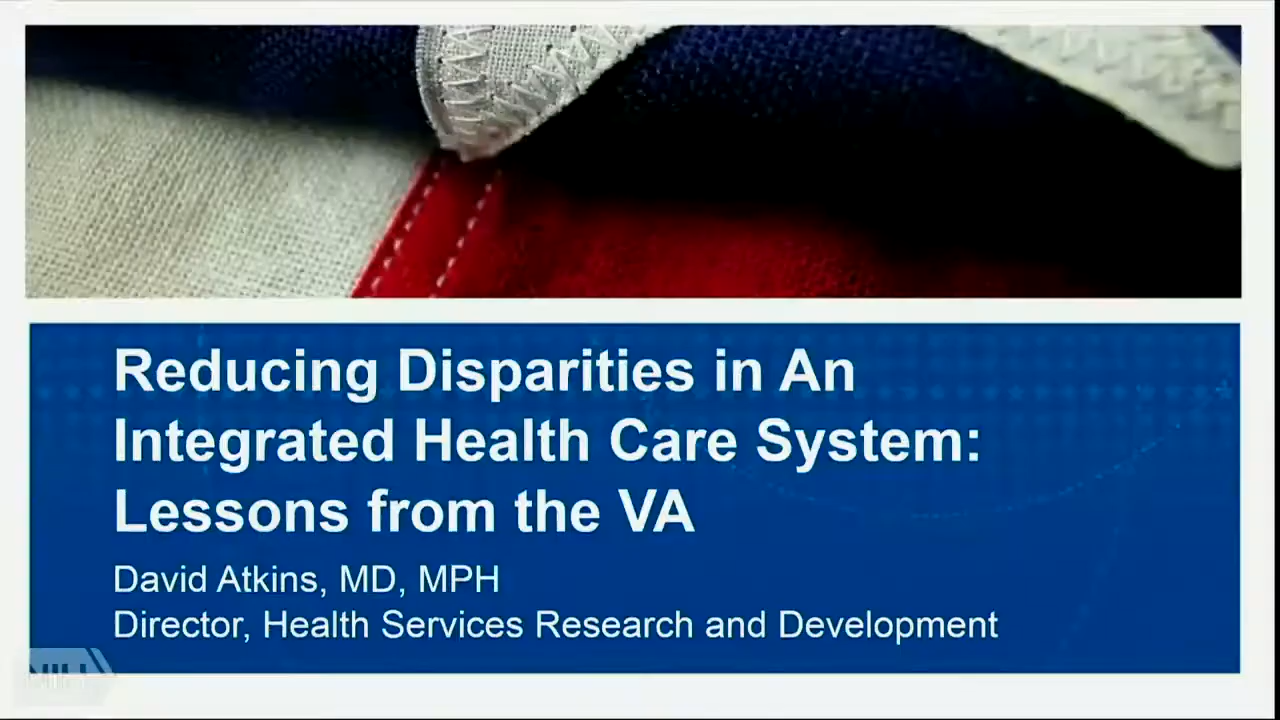 Reducing Disparities in An
Integrated Health Care System:
Lessons from the VA
David Atkins, MD, MPH
Director, Health Services Research and Development
NIH